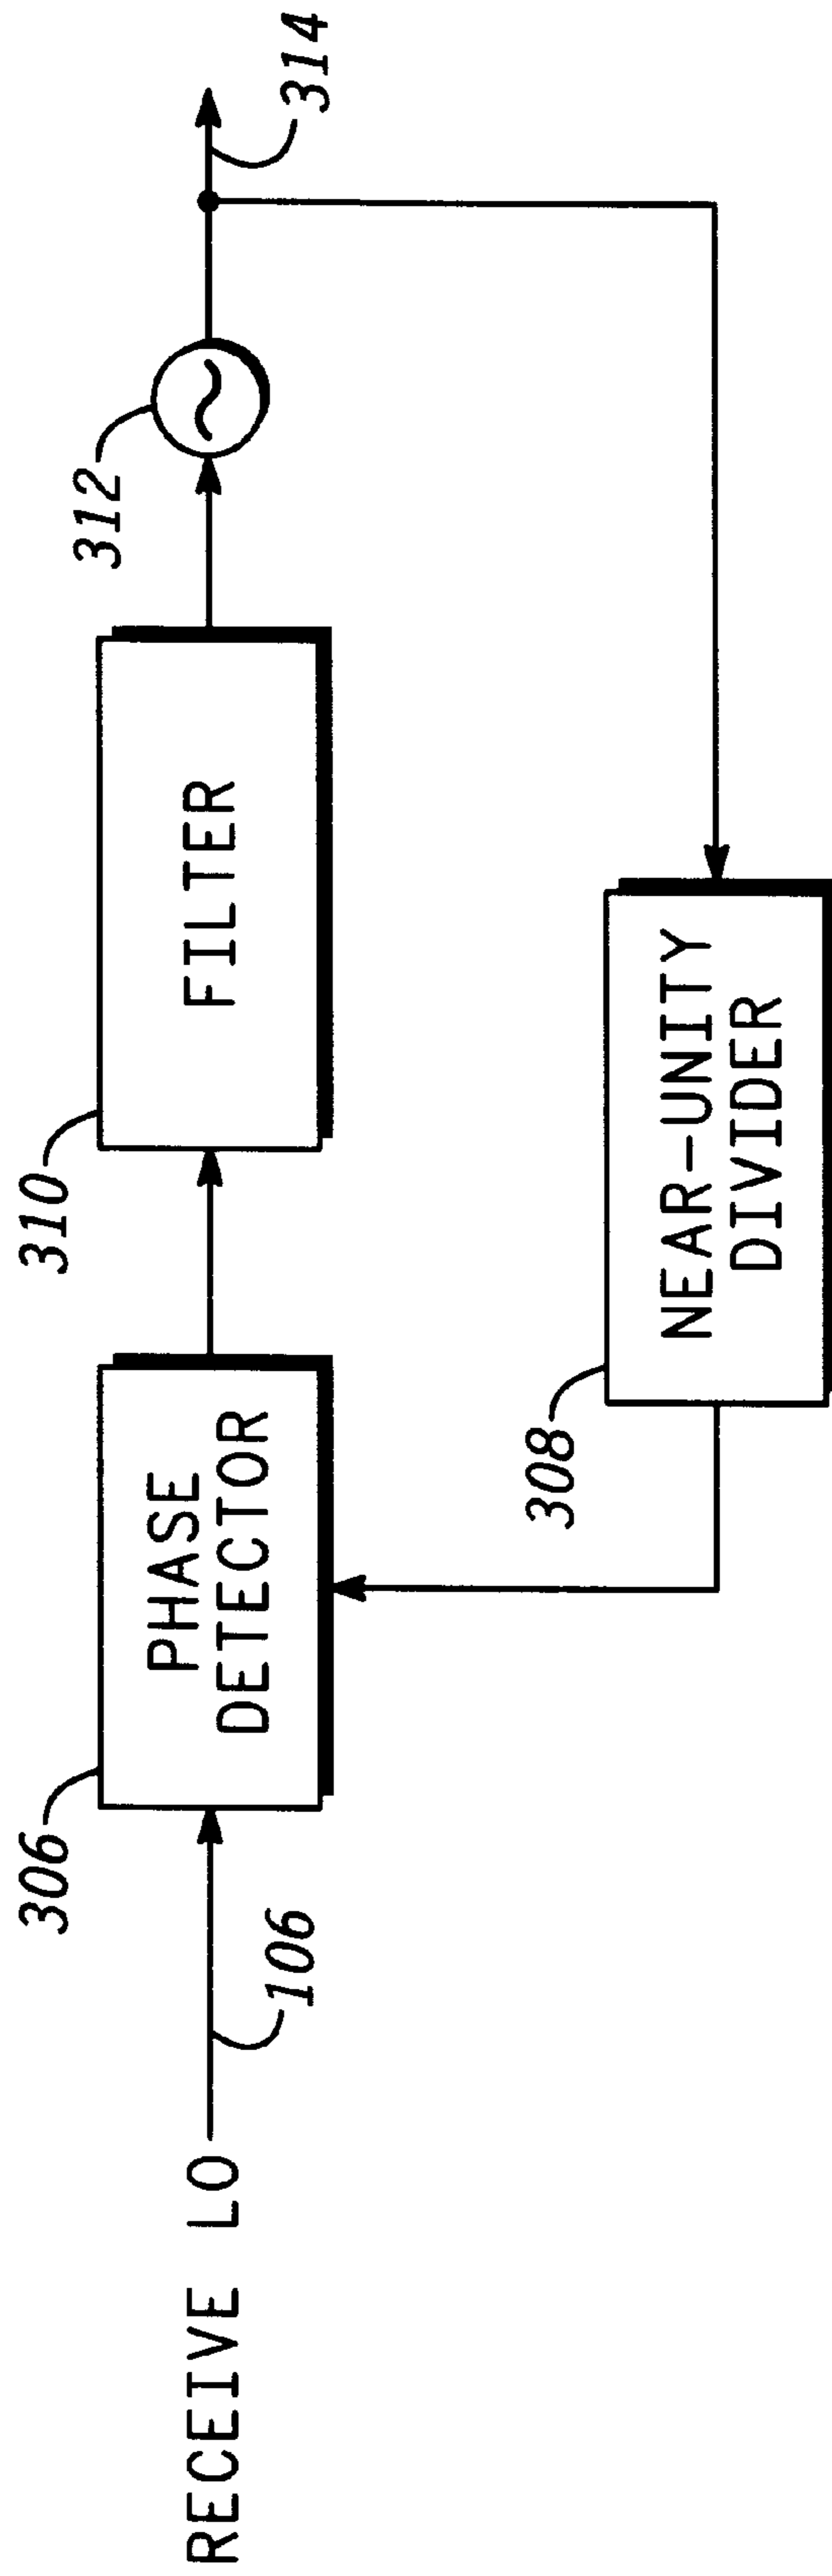 RECEIVE LO
106
306
PHASE
DETECTOR
310
FILTER
312
314
308
NEAR-UNITY
DIVIDER